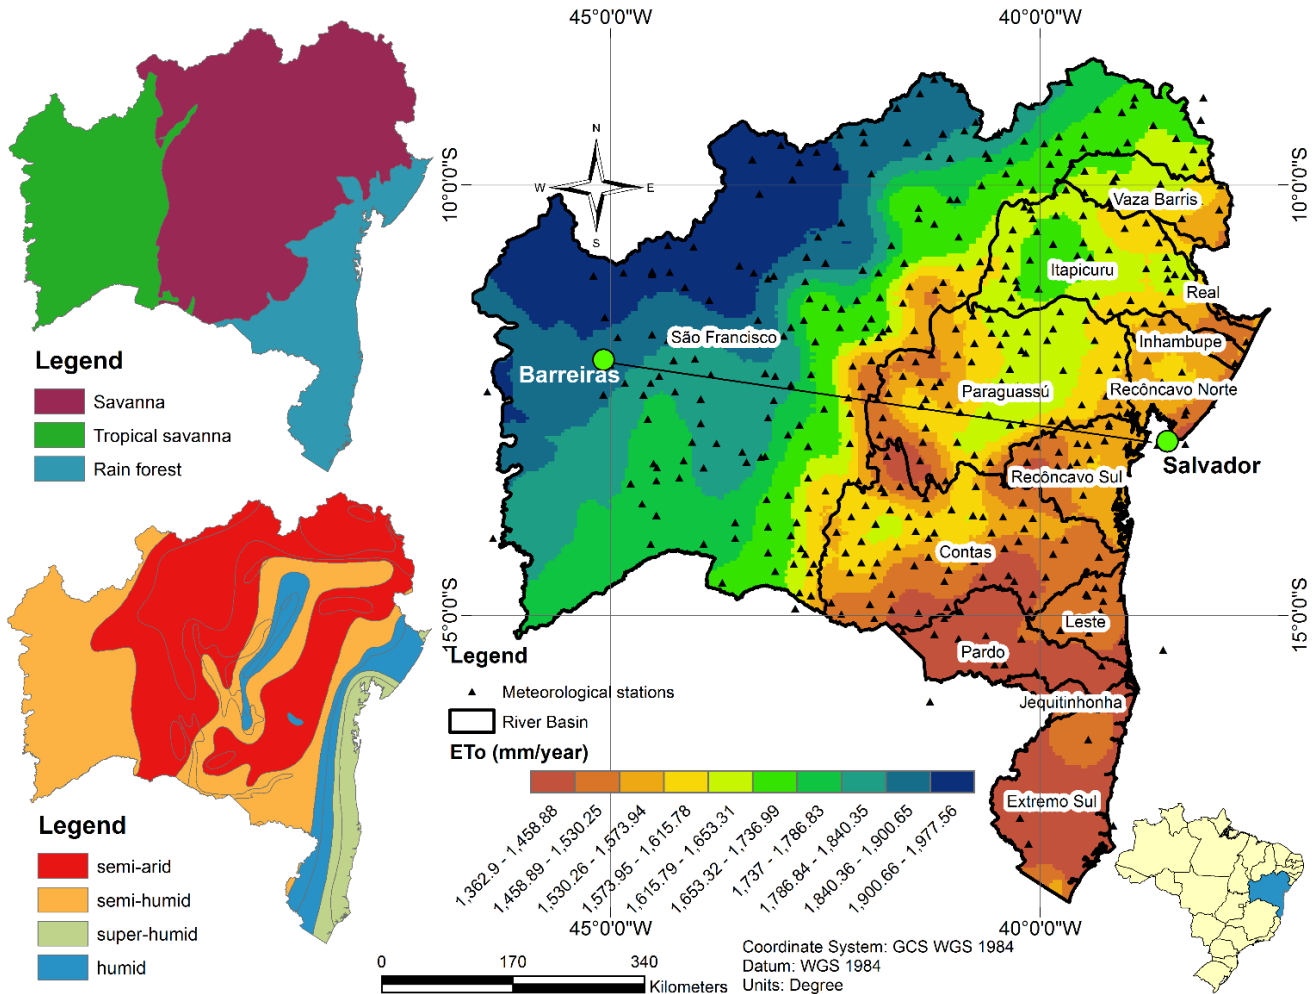 45°0'0"W
40°0'0"W
10°0'0"S
10°0'0"S
N
W
E
S
Vaza Barris
Itapicuru
Real
São Francisco
Inhambupe
Barreiras
Paraguassú
Recôncavo Norte
Salvador
Recôncavo Sul
Contas
15°0'0"S
15°0'0"S
Leste
Pardo
Jequitinhonha
Extremo Sul
Legend
Savanna
Tropical savanna
Rain forest
Legend
semi-arid
semi-humid
super-humid
humid
Legend
Meteorological stations
River Basin
ETo (mm/year)
1,362.9 - 1,458.88
1,458.89 - 1,530.25
1,530.26 - 1,573.94
1,573.95 - 1,615.78
1,615.79 - 1,653.31
1,653.32 - 1,736.99
1,737 - 1,786.83
1,786.84 - 1,840.35
1,840.36 - 1,900.65
1,900.66 - 1,977.56
45°0'0"W
40°0'0"W
0
170
340
Kilometers
Coordinate System: GCS WGS 1984
Datum: WGS 1984
Units: Degree